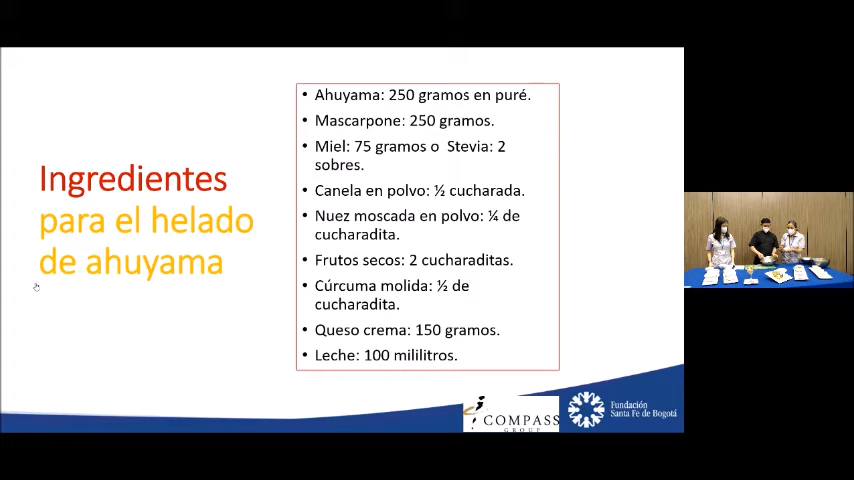 Ingredientes
para el helado
de ahuyama
• Ahuyama: 250 gramos en puré.
• Mascarpone: 250 gramos.
• Miel: 75 gramos o Stevia: 2
sobres.
• Canela en polvo: ½ cucharada.
• Nuez moscada en polvo: ¼ de
cucharadita.
• Frutos secos: 2 cucharaditas.
• Cúrcuma molida: ½ de
cucharadita.
• Queso crema: 150 gramos.
• Leche: 100 mililitros.
COMPASS
GROUP
Fundación
Santa Fe de Bogotá